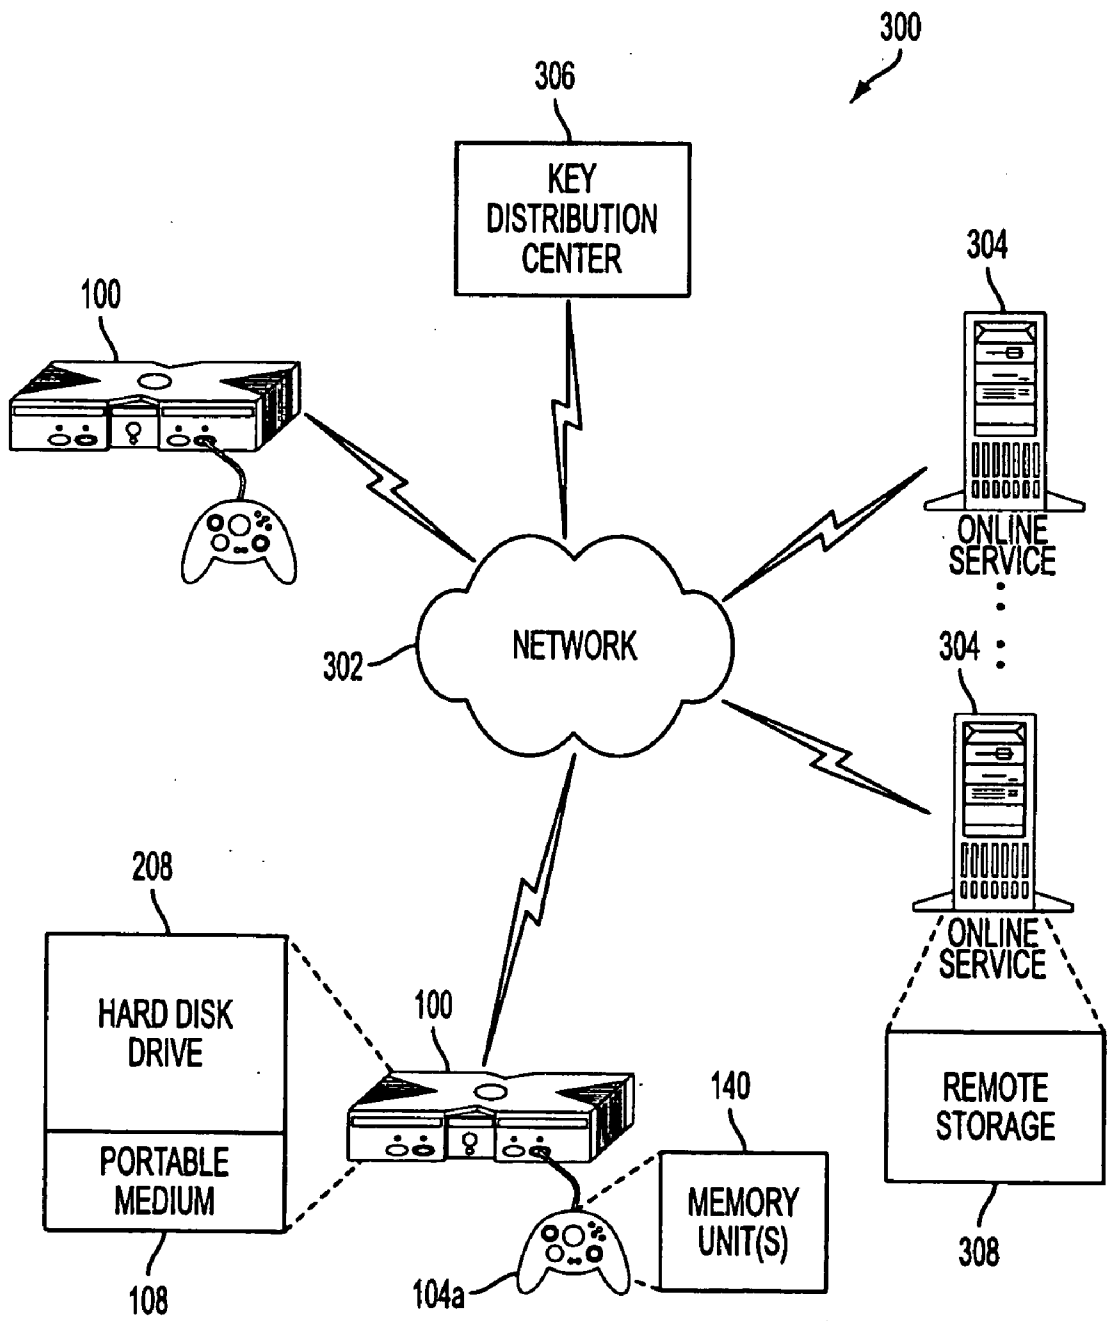 300
306
KEY
DISTRIBUTION
CENTER
304
100
ONLINE
SERVICE
NETWORK
302
304
208
ONLINE
SERVICE
HARD DISK
DRIVE
100
140
REMOTE
STORAGE
PORTABLE
MEDIUM
MEMORY
UNIT(S)
308
108
104a